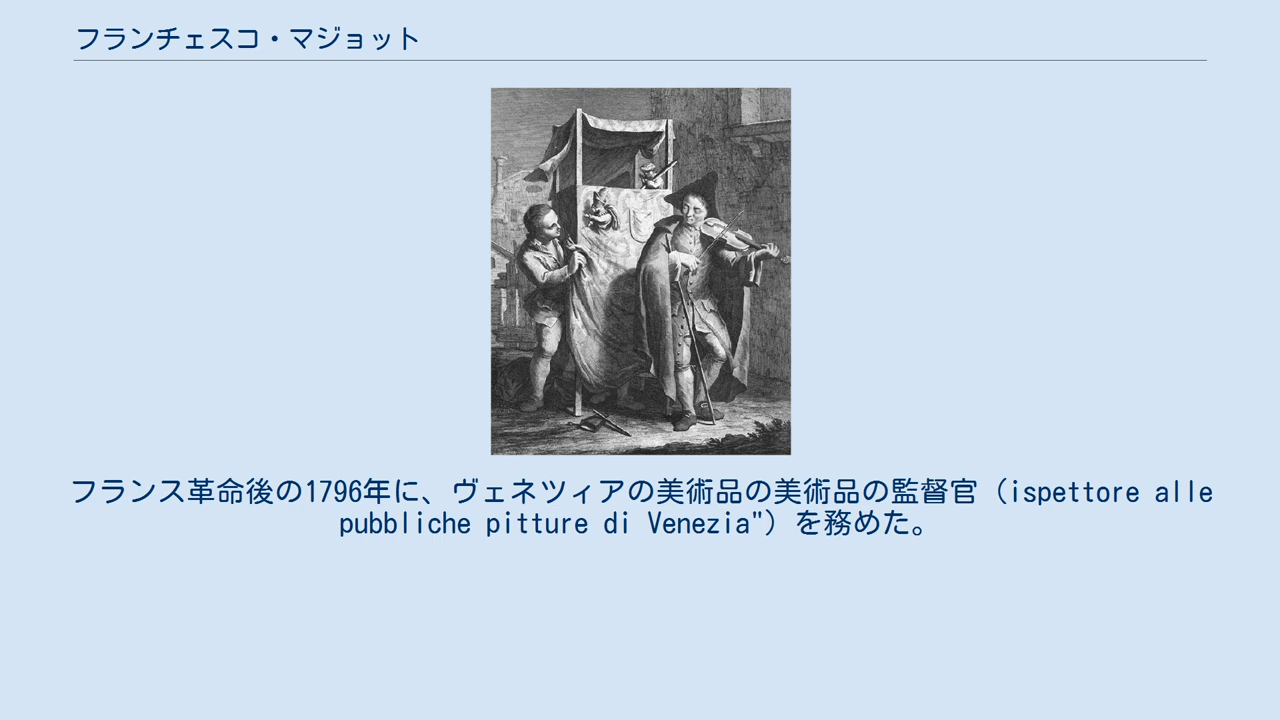 フランチェスコ・マジョット
フランス革命後の1796年に、ヴェネツィアの美術品の美術品の監督官（ispettore alle
pubbliche pitture di Venezia"）を務めた。